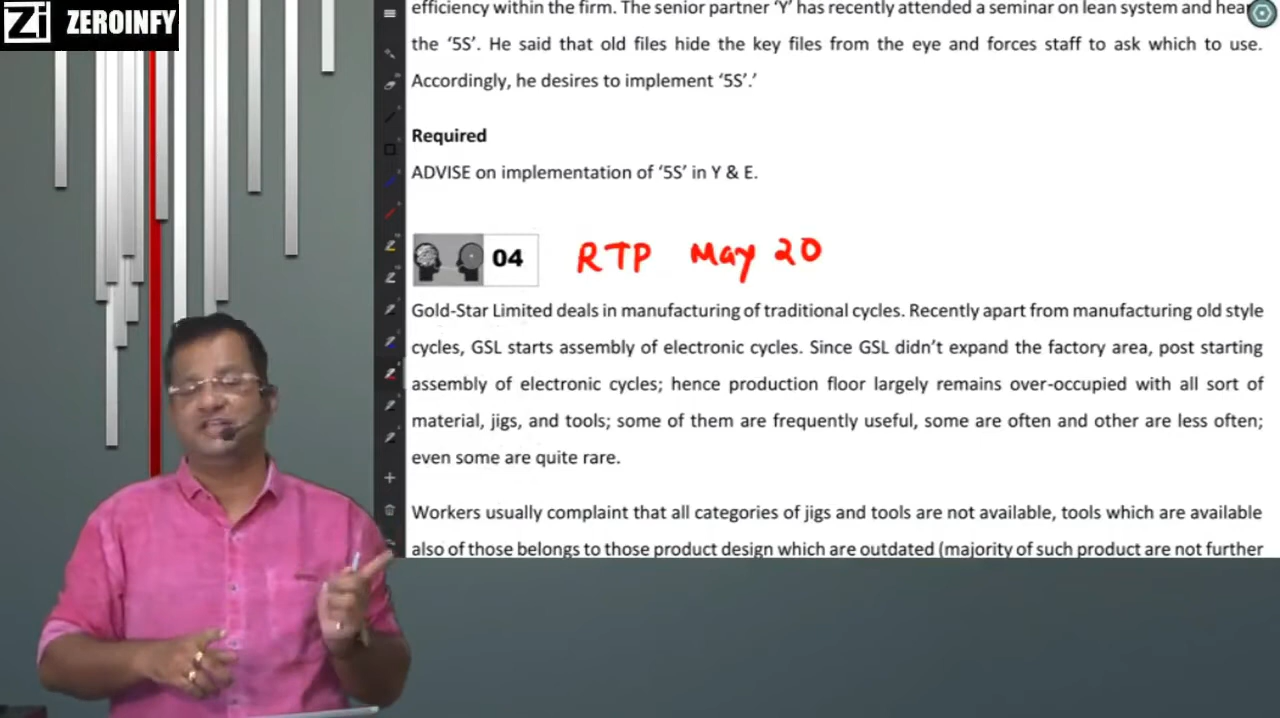 Zi ZEROINFY
efficiency within the firm. The senior partner ‘Y’ has recently attended a seminar on lean system and
the ‘5S’. He said that old files hide the key files from the eye and forces staff to ask which to use.
Accordingly, he desires to implement ‘5S’.’
Required
ADVISE on implementation of ‘5S’ in Y & E.
04 RTP May 20
Gold-Star Limited deals in manufacturing of traditional cycles. Recently apart from manufacturing old style
cycles, GSL starts assembly of electronic cycles. Since GSL didn’t expand the factory area, post starting
assembly of electronic cycles; hence production floor largely remains over-occupied with all sort of
material, jigs, and tools; some of them are frequently useful, some are often and other are less often;
even some are quite rare.
Workers usually complaint that all categories of jigs and tools are not available, tools which are available
also of those belongs to those product design which are outdated (majority of such product are not further